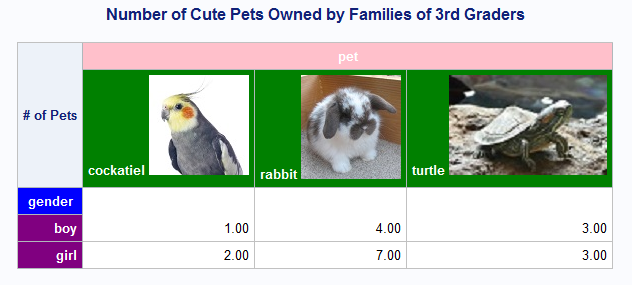 Number of Cute Pets Owned by Families of 3rd Graders
# of Pets
pet
cockatiel rabbit turtle
gender
boy 1.00 4.00 3.00
girl 2.00 7.00 3.00